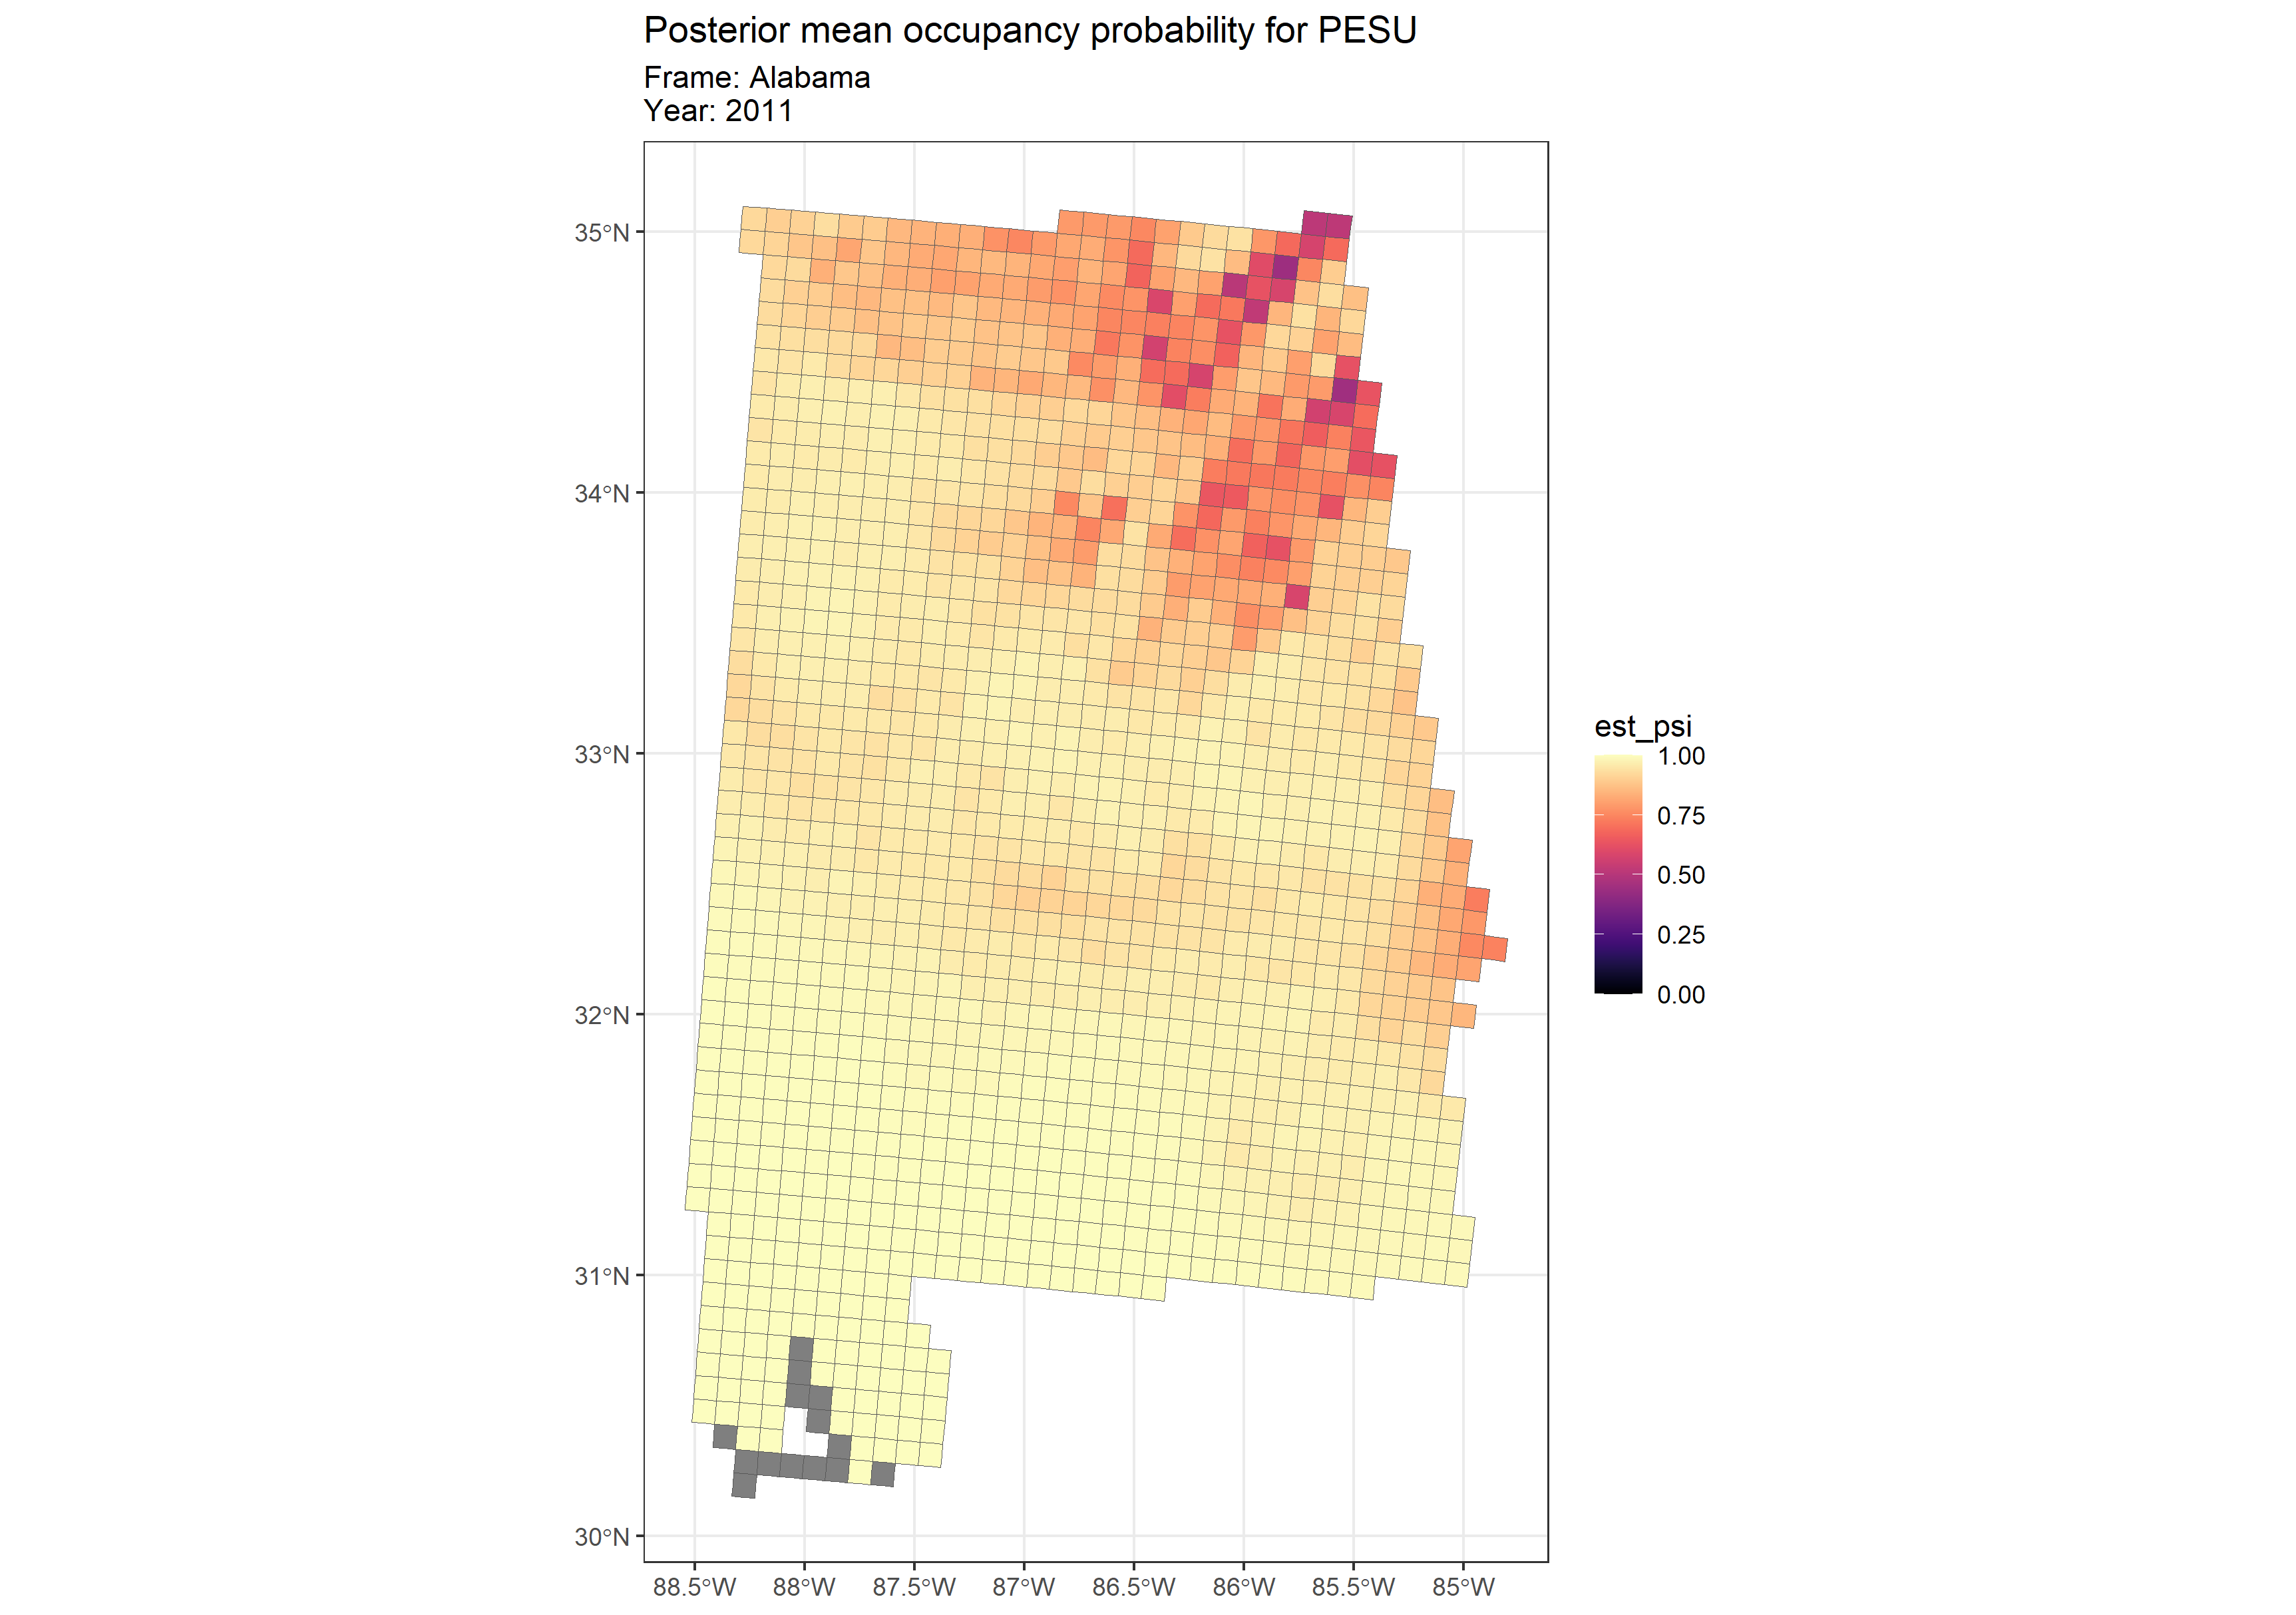 Posterior mean occupancy probability for PESU
Frame: Alabama
Year: 2011
35°N
34°N
33°N
32°N
31°N
30°N
88.5°W 88°W 87.5°W 87°W 86.5°W 86°W 85.5°W 85°W
est_psi
1.00
0.75
0.50
0.25
0.00